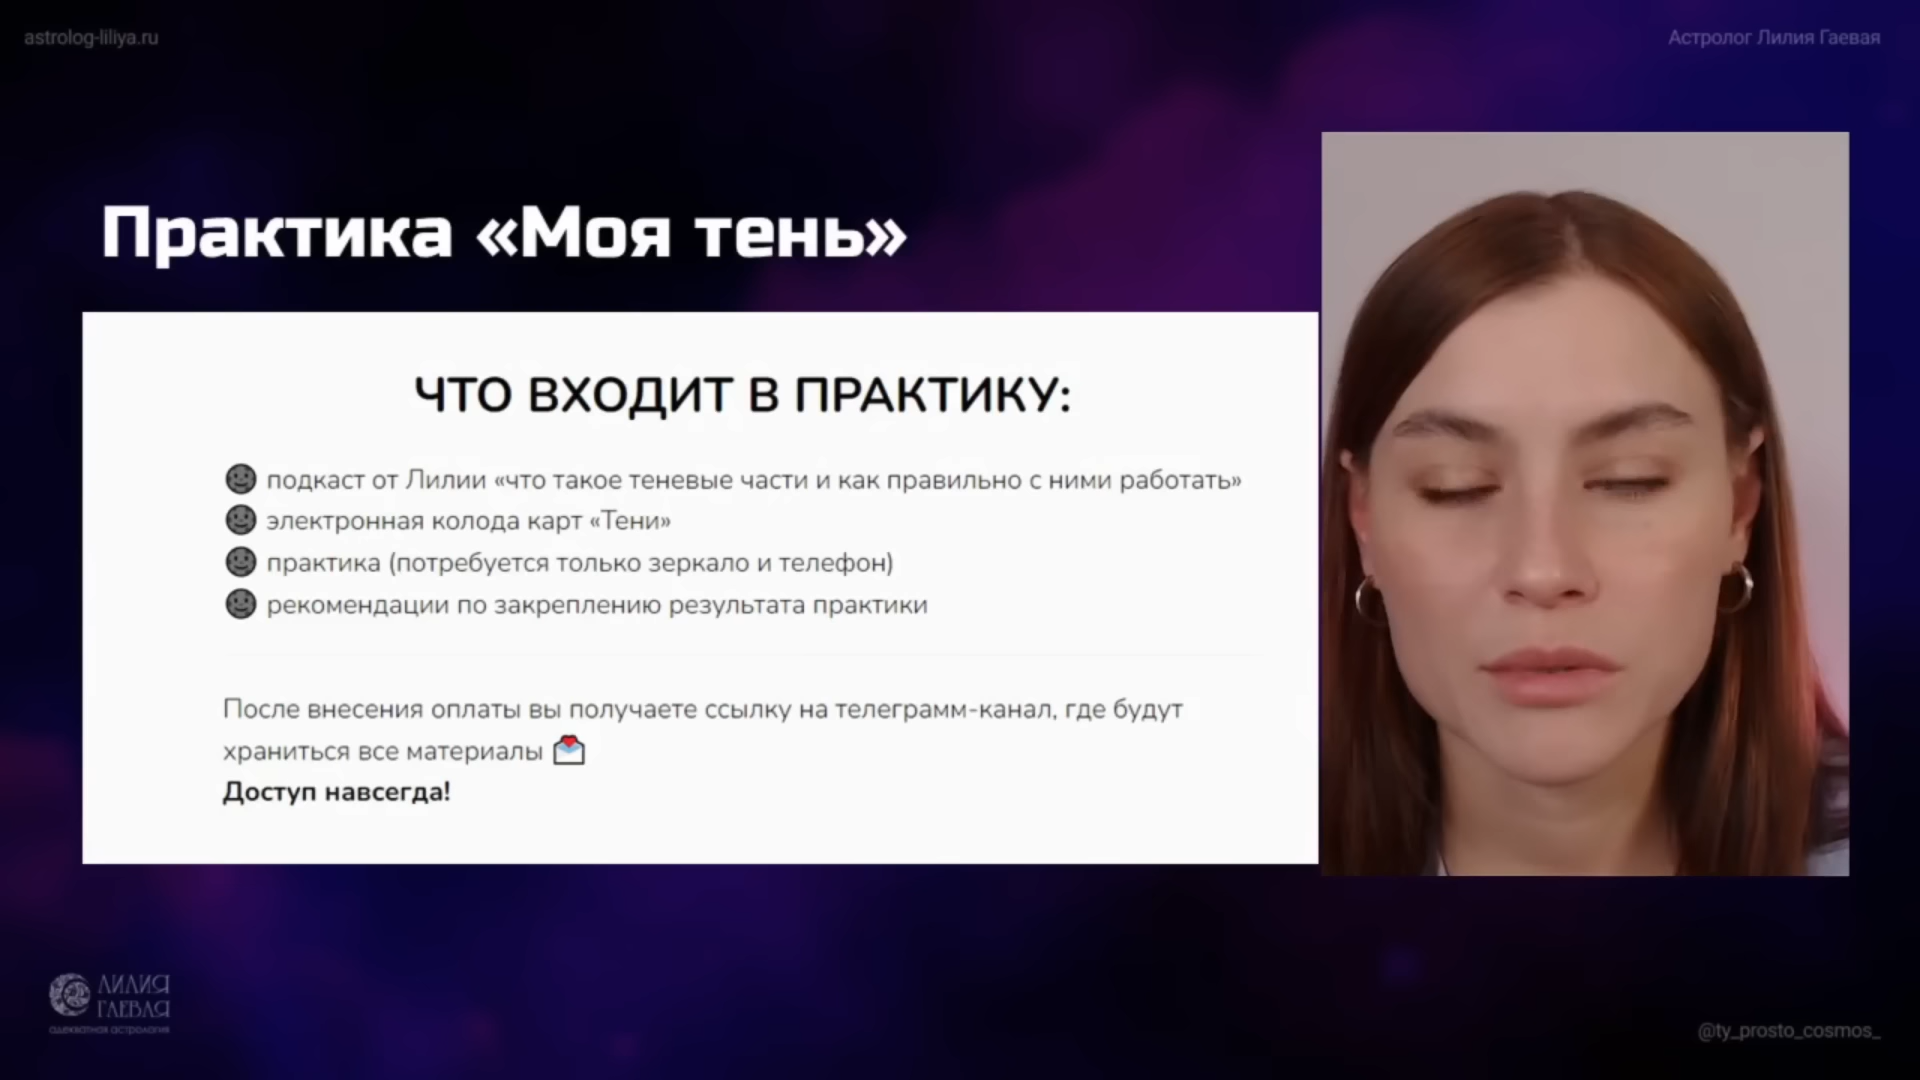 astrolog-liliya.ru
Астролог Лилия Гаевая
Практика «Моя тень»
ЧТО ВХОДИТ В ПРАКТИКУ:
🌚 подкаст от Лилии «что такое теневые части и как правильно с ними работать»
🌚 электронная колода карт «Тени»
🌚 практика (потребуется только зеркало и телефон)
🌚 рекомендации по закреплению результата практики
После внесения оплаты вы получаете ссылку на телеграмм-канал, где будут
храниться все материалы 💌
Доступ навсегда!
ЛИЛИЯ
ГАЕВАЯ
адекватная астрология
@ty_prosto_cosmos_